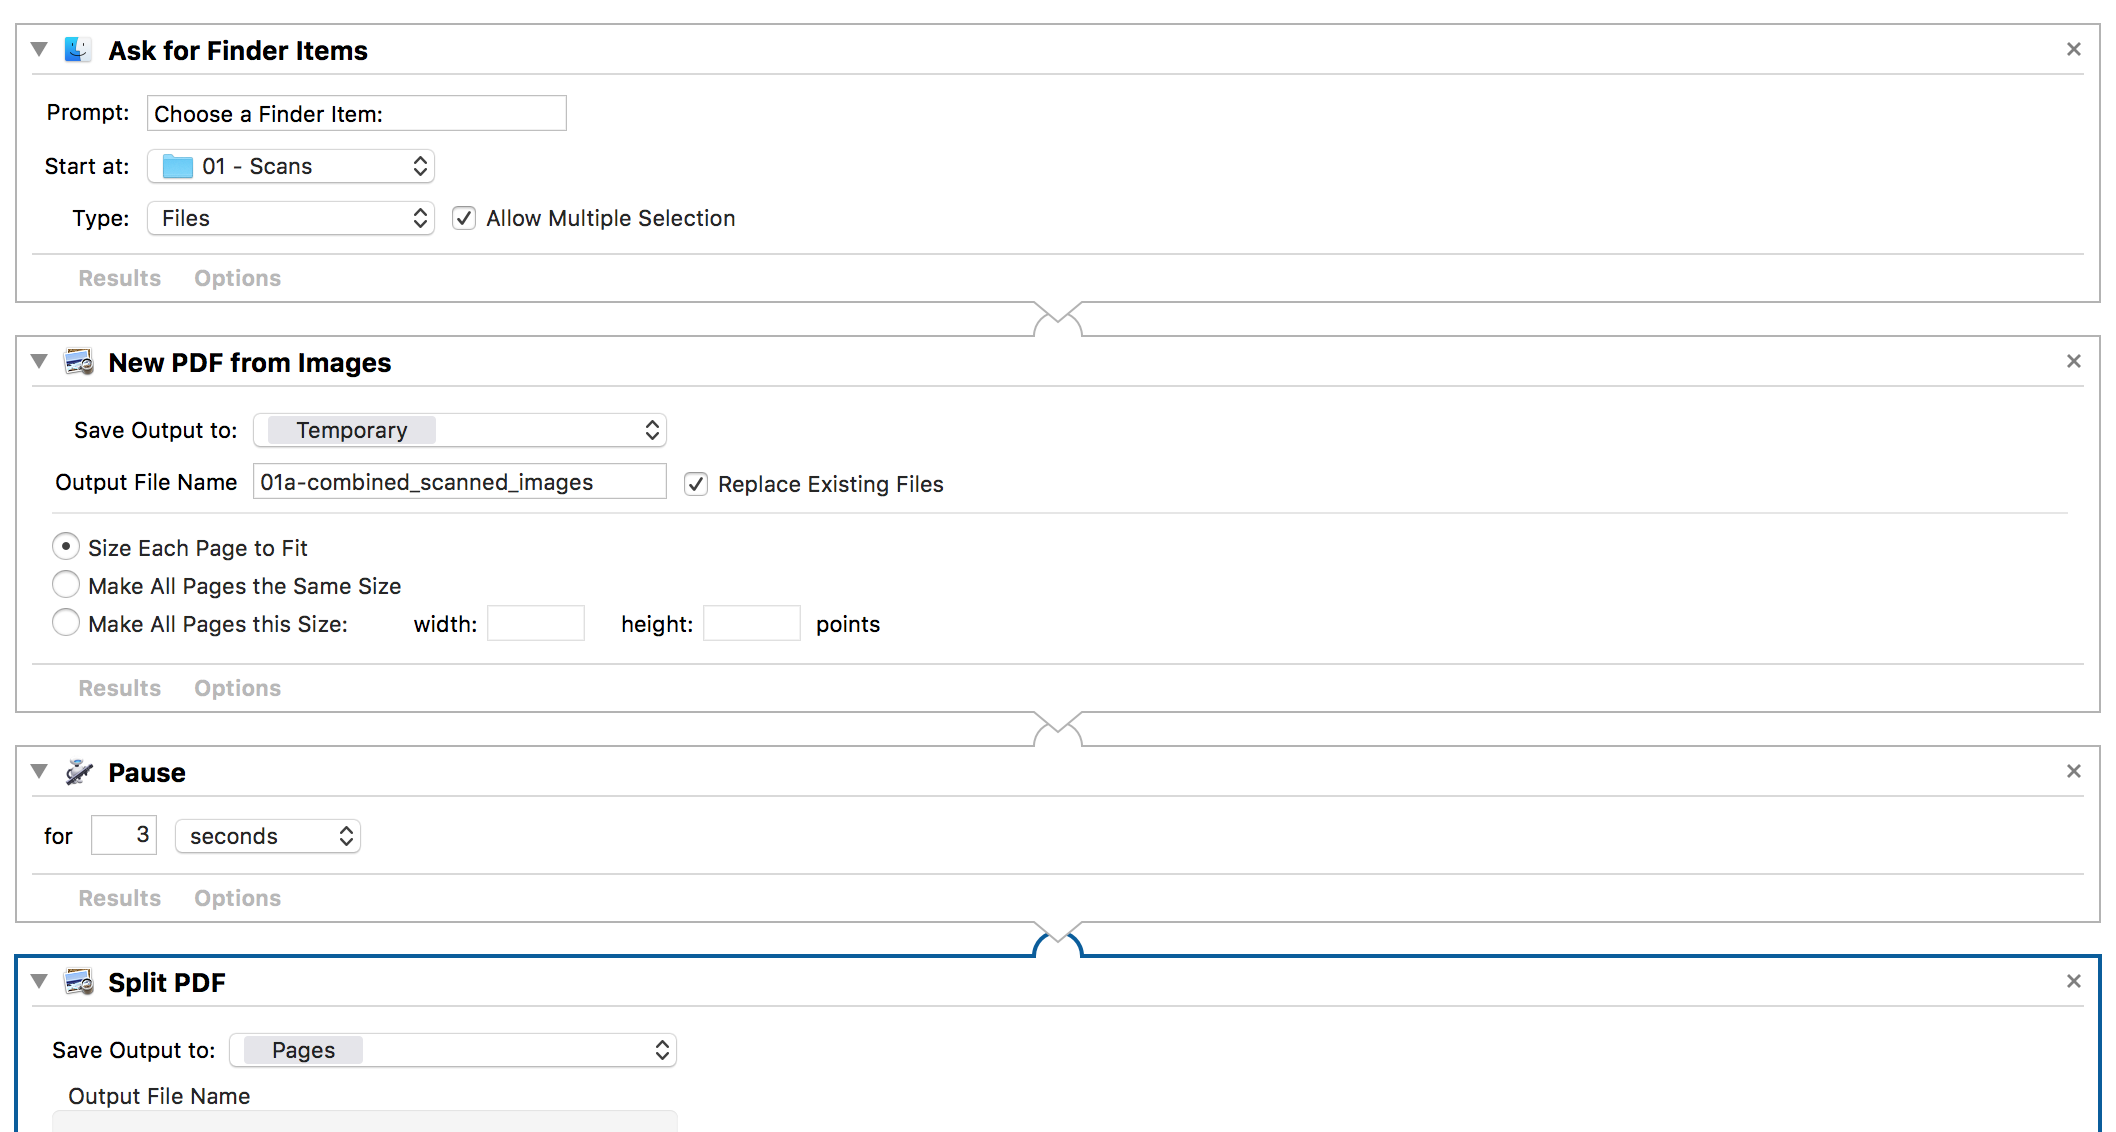 Ask for Finder Items
Prompt: Choose a Finder Item:
Start at: 01 - Scans
Type: Files Allow Multiple Selection
Results Options
New PDF from Images
Save Output to: Temporary
Output File Name 01a-combined_scanned_images Replace Existing Files
Size Each Page to Fit
Make All Pages the Same Size
Make All Pages this Size: width: height: points
Results Options
Pause
for 3 seconds
Results Options
Split PDF
Save Output to: Pages
Output File Name